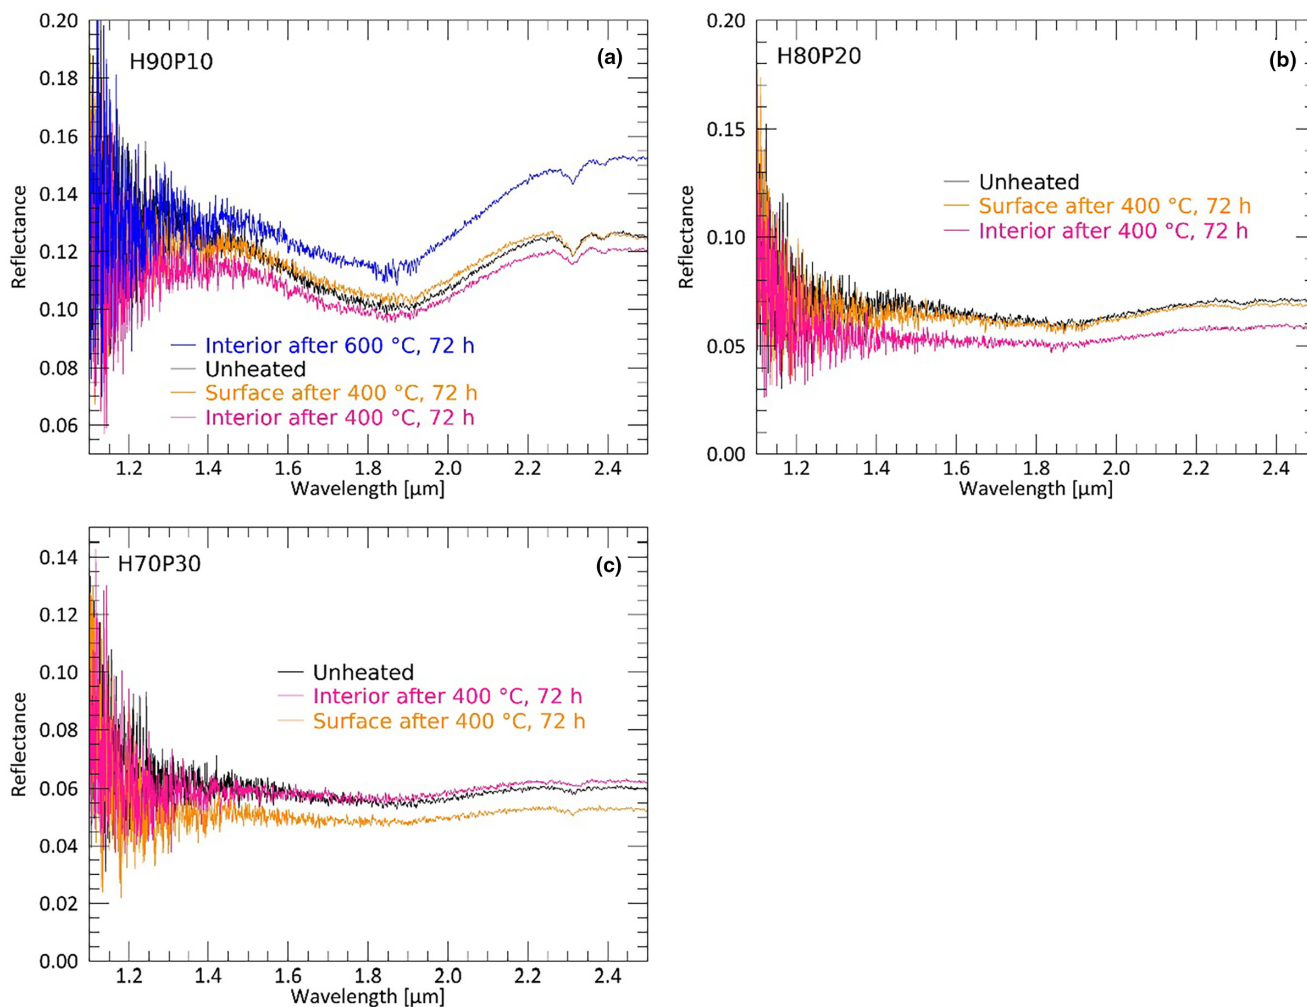 H90P10
(a)
0.20
0.18
0.16
0.14
0.12
0.10
0.08
0.06
Reflectance
Interior after 600 °C, 72 h
Unheated
Surface after 400 °C, 72 h
Interior after 400 °C, 72 h
1.2 1.4 1.6 1.8 2.0 2.2 2.4
Wavelength [µm]
H80P20
(b)
0.20
0.15
0.10
0.05
0.00
Reflectance
Unheated
Surface after 400 °C, 72 h
Interior after 400 °C, 72 h
1.2 1.4 1.6 1.8 2.0 2.2 2.4
Wavelength [µm]
H70P30
(c)
0.14
0.12
0.10
0.08
0.06
0.04
0.02
0.00
Reflectance
Unheated
Interior after 400 °C, 72 h
Surface after 400 °C, 72 h
1.2 1.4 1.6 1.8 2.0 2.2 2.4
Wavelength [µm]